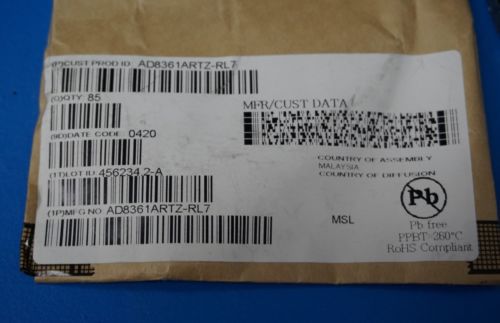 (P)CUST PROD ID: AD8361ARTZ-RL7
(Q)QTY: 85
MFR/CUST DATA
(9D)DATE CODE: 0420
COUNTRY OF ASSEMBLY
MALAYSIA
COUNTRY OF DIFFUSION
(1T)LOT ID: 456234.2-A
Pb
(1P)MFG NO: AD8361ARTZ-RL7
MSL
Pb free
PPBT=260°C
RoHS Compliant